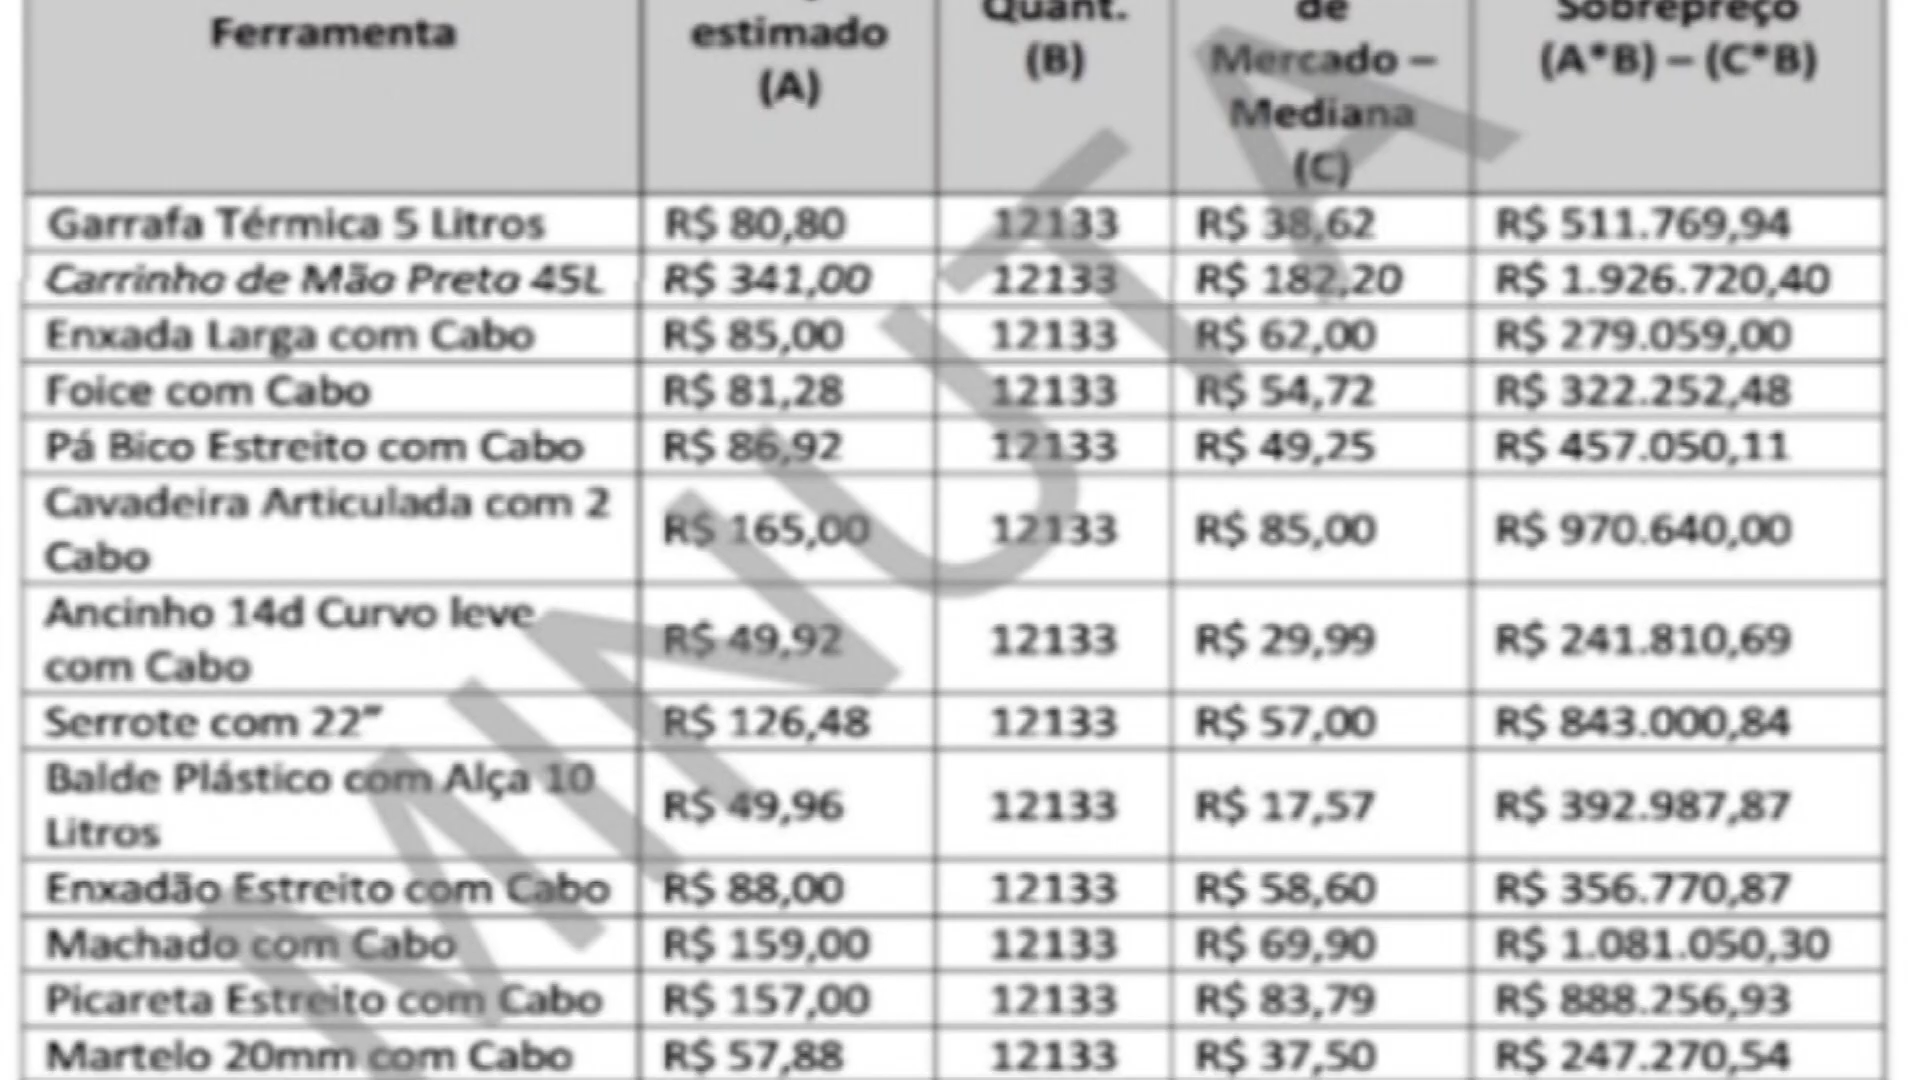 Ferramenta estimado (A) Quant. (B) de Mercado – Mediana (C) Sobrepreço (A*B) – (C*B)
Garrafa Térmica 5 Litros R$ 80,80 12133 R$ 38,62 R$ 511.769,94
Carrinho de Mão Preto 45L R$ 341,00 12133 R$ 182,20 R$ 1.926.720,40
Enxada Larga com Cabo R$ 85,00 12133 R$ 62,00 R$ 279.059,00
Foice com Cabo R$ 81,28 12133 R$ 54,72 R$ 322.252,48
Pá Bico Estreito com Cabo R$ 86,92 12133 R$ 49,25 R$ 457.050,11
Cavadeira Articulada com 2 Cabo R$ 165,00 12133 R$ 85,00 R$ 970.640,00
Ancinho 14d Curvo leve com Cabo R$ 49,92 12133 R$ 29,99 R$ 241.810,69
Serrote com 22” R$ 126,48 12133 R$ 57,00 R$ 843.000,84
Balde Plástico com Alça 10 Litros R$ 49,96 12133 R$ 17,57 R$ 392.987,87
Enxadão Estreito com Cabo R$ 88,00 12133 R$ 58,60 R$ 356.770,87
Machado com Cabo R$ 159,00 12133 R$ 69,90 R$ 1.081.050,30
Picareta Estreito com Cabo R$ 157,00 12133 R$ 83,79 R$ 888.256,93
Martelo 20mm com Cabo R$ 57,88 12133 R$ 37,50 R$ 247.270,54
MINUTA